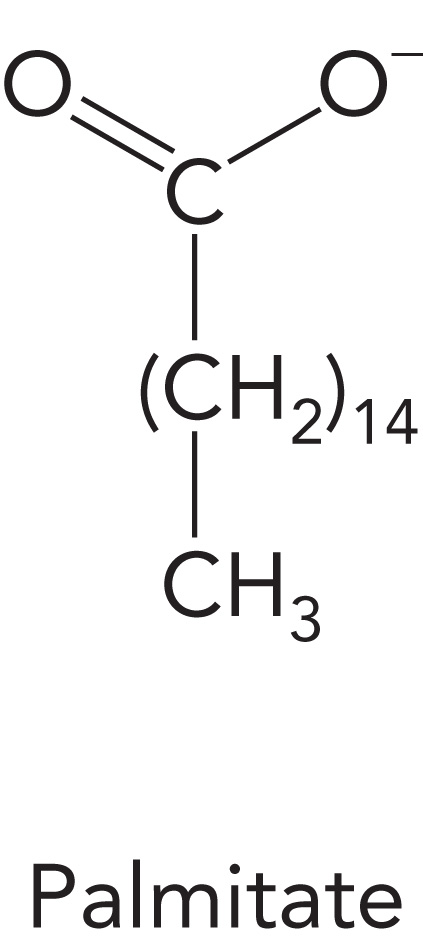 O O⁻
C
(CH₂)₁₄
CH₃
Palmitate